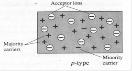 Acceptor ions
Majority
carriers
p-type
Minority
carrier